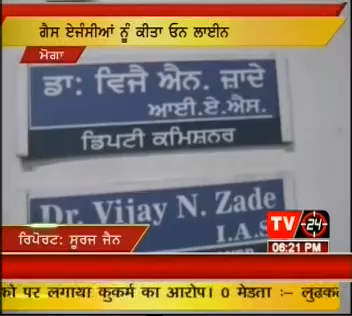 ਗੈਸ ਏਜੰਸੀਆਂ ਨੂੰ ਕੀਤਾ ਓਨ ਲਾਈਨ
ਮੋਗਾ
ਡਾ: ਵਿਜੈ ਐਨ. ਜ਼ਾਦੇ
ਆਈ.ਏ.ਐਸ.
ਡਿਪਟੀ ਕਮਿਸ਼ਨਰ
Dr. Vijay N. Zade
I.A.S
ਰਿਪੋਰਟ: ਸੂਰਜ ਜੈਨ
TV 24
06:21 PM
पर लगाया कुकर्म का आरोप। 0 मेडता :-